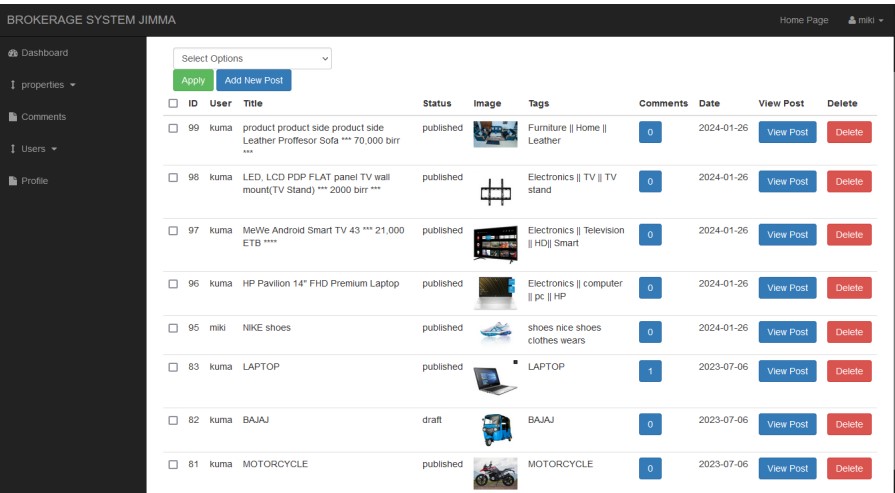 BROKERAGE SYSTEM JIMMA
Home Page miki
Dashboard
properties
Comments
Users
Profile
Select Options
Apply Add New Post
ID User Title Status Image Tags Comments Date View Post Delete
99 kuma product product side product side published Furniture || Home || 0 2024-01-26 View Post Delete
Leather Proffesor Sofa *** 70,000 birr Leather
***
98 kuma LED, LCD PDP FLAT panel TV wall published Electronics || TV || TV 0 2024-01-26 View Post Delete
mount(TV Stand) *** 2000 birr *** stand
97 kuma MeWe Android Smart TV 43 *** 21,000 published Electronics || Television 0 2024-01-26 View Post Delete
ETB **** || HD|| Smart
96 kuma HP Pavilion 14" FHD Premium Laptop published Electronics || computer 0 2024-01-26 View Post Delete
|| pc || HP
95 miki NIKE shoes published shoes nice shoes 0 2024-01-26 View Post Delete
clothes wears
83 kuma LAPTOP published LAPTOP 1 2023-07-06 View Post Delete
82 kuma BAJAJ draft BAJAJ 0 2023-07-06 View Post Delete
81 kuma MOTORCYCLE published MOTORCYCLE 0 2023-07-06 View Post Delete